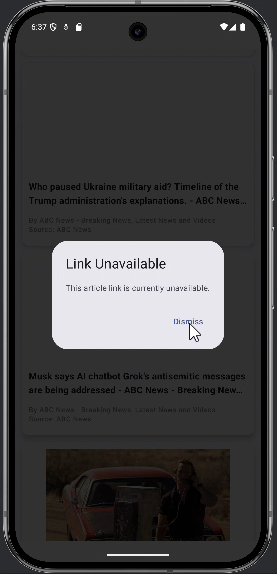 6:37
Who paused Ukraine military aid? Timeline of the
Trump administration's explanations. - ABC News...
By ABC News - Breaking News, Latest News and Videos
Source: ABC News
Link Unavailable
This article link is currently unavailable.
Dismiss
Musk says AI chatbot Grok's antisemitic messages
are being addressed - ABC News - Breaking New...
By ABC News - Breaking News, Latest News and Videos
Source: ABC News